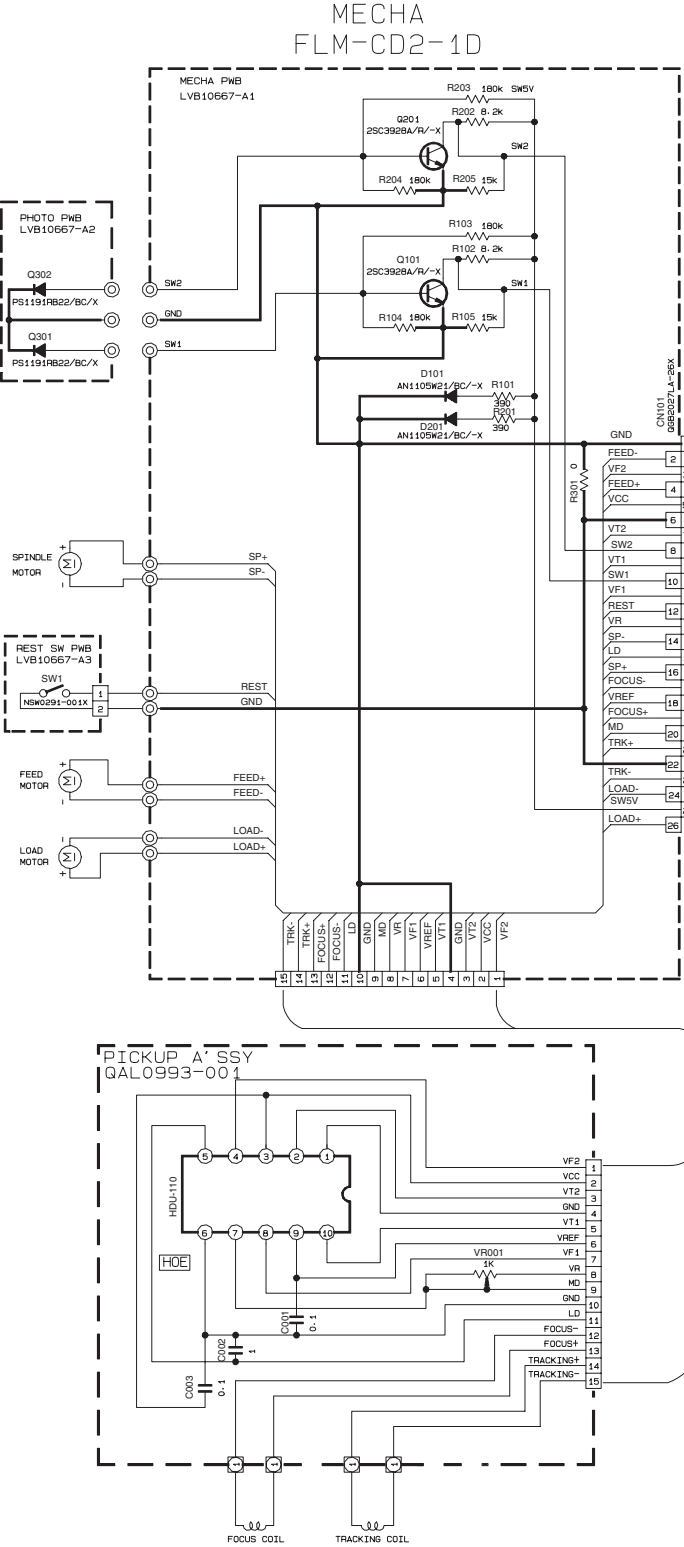 MECHA
FLM-CD2-1D
MECHA PWB
LVB10667-A1
R203 180k SW5V
R202 8.2k
Q201
2SC3928A/R/-X
SW2
R204 180k R205 15k
R103 180k
R102 8.2k
Q101
2SC3928A/R/-X
SW1
R104 180k R105 15k
PHOTO PWB
LVB10667-A2
Q302
PS1191RB22/BC/X
Q301
PS1191RB22/BC/X
SW2
GND
SW1
D101
AN1105W21/BC/-X
R101
390
D201
AN1105W21/BC/-X
R201
390
CN101
QGB2027LA-26X
R301 0
GND
FEED- 2
VF2
FEED+ 4
VCC
6
VT2
SW2 8
VT1
SW1 10
VF1
REST 12
VR
SP- 14
LD
SP+ 16
FOCUS-
VREF 18
FOCUS+
MD 20
TRK+
22
TRK-
LOAD- 24
SW5V
LOAD+ 26
SPINDLE
MOTOR
+
M
-
SP+
SP-
REST SW PWB
LVB10667-A3
SW1
NSW0291-001X
1
2
REST
GND
FEED
MOTOR
+
M
-
FEED+
FEED-
LOAD
MOTOR
-
M
+
LOAD-
LOAD+
TRK- TRK+ FOCUS+ FOCUS- LD GND MD VR VF1 VREF VT1 GND VT2 VCC VF2
15 14 13 12 11 10 9 8 7 6 5 4 3 2 1
PICKUP A'SSY
QAL0993-001
5 4 3 2 1
HDU-110
6 7 8 9 10
HOE
VF2 1
VCC 2
VT2 3
GND 4
VT1 5
VREF 6
VF1 7
VR 8
MD 9
GND 10
LD 11
FOCUS- 12
FOCUS+ 13
TRACKING+ 14
TRACKING- 15
VR001
1K
C001 0.1
C002 1
C003 0.1
1 1 1 1
FOCUS COIL TRACKING COIL